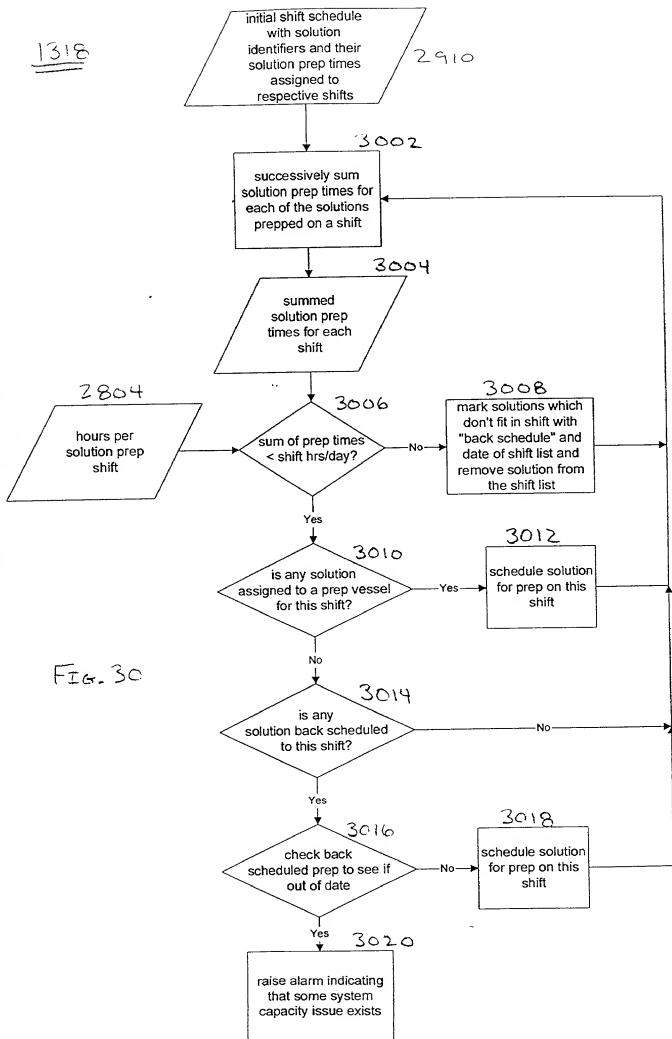 1318
initial shift schedule
with solution
identifiers and their
solution prep times
assigned to
respective shifts
2910
3002
successively sum
solution prep times for
each of the solutions
prepped on a shift
3004
summed
solution prep
times for each
shift
2804
hours per
solution prep
shift
3006
sum of prep times
< shift hrs/day?
No
3008
mark solutions which
don't fit in shift with
"back schedule" and
date of shift list and
remove solution from
the shift list
Yes
3010
is any solution
assigned to a prep vessel
for this shift?
Yes
3012
schedule solution
for prep on this
shift
No
FIG. 30
3014
is any
solution back scheduled
to this shift?
No
Yes
3016
check back
scheduled prep to see if
out of date
No
3018
schedule solution
for prep on this
shift
Yes
3020
raise alarm indicating
that some system
capacity issue exists